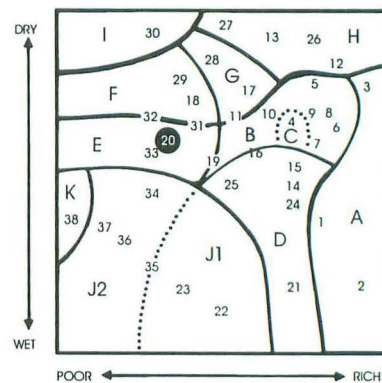 DRY
I 30 27 13 26 H
28 12
29 G 5 3
F 17
18 10 9 8
32 31 11 4 6
E 20 B C 7
33 19 16
15
K 34 25 14
38 24 A
37 1
36 D
35 J1
J2 23 21 2
22
WET
POOR RICH